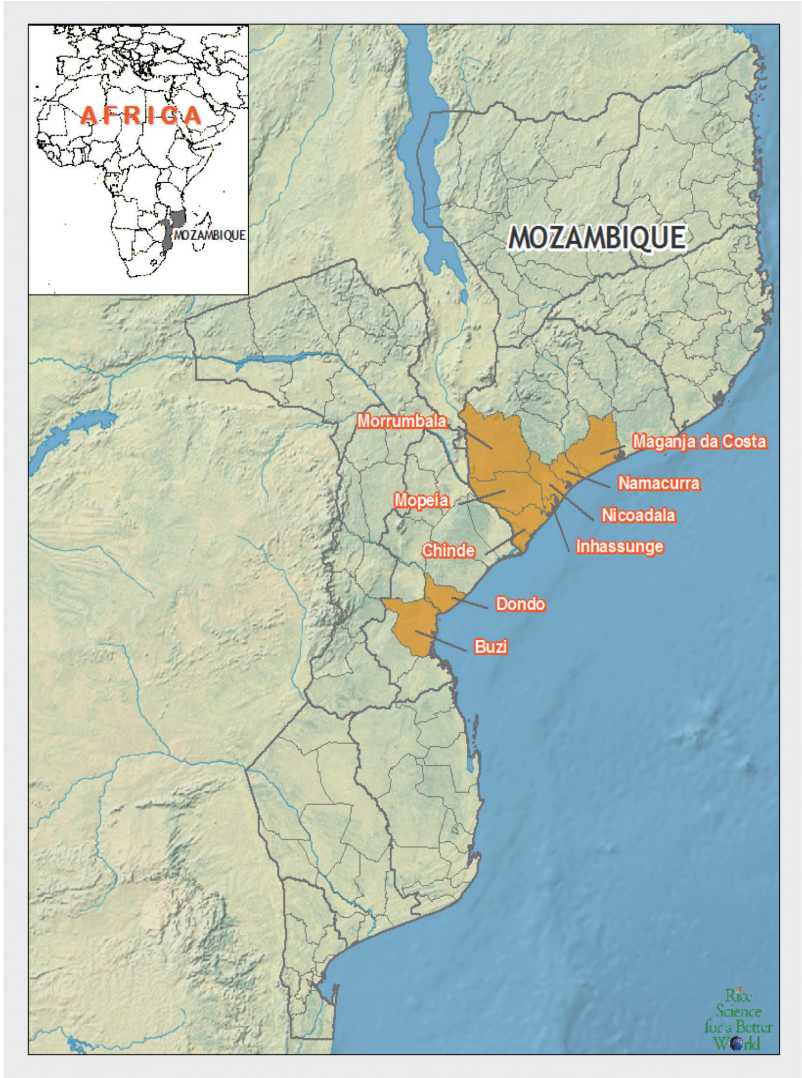 AFRICA
MOZAMBIQUE
MOZAMBIQUE
Morrumbala
Maganja da Costa
Namacurra
Mopeia
Nicoadala
Inhassunge
Chinde
Dondo
Buzi
Rice
Science
for a Better
World